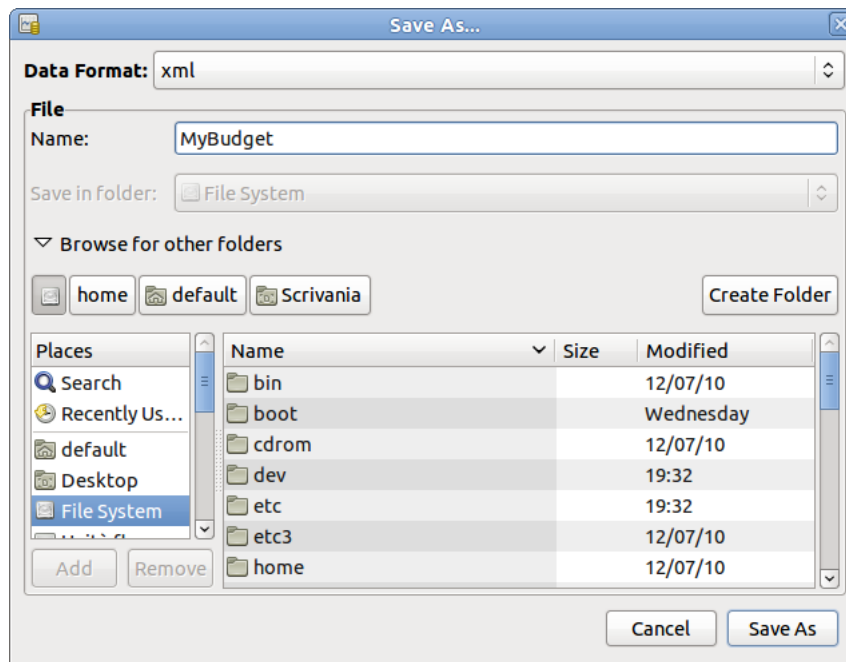 Save As...
Data Format: xml
File
Name: MyBudget
Save in folder: File System
Browse for other folders
home default Scrivania Create Folder
Places Name Size Modified
Search bin 12/07/10
Recently Us... boot Wednesday
default cdrom 12/07/10
Desktop dev 19:32
File System etc 19:32
etc3 12/07/10
Add Remove home 12/07/10
Cancel Save As